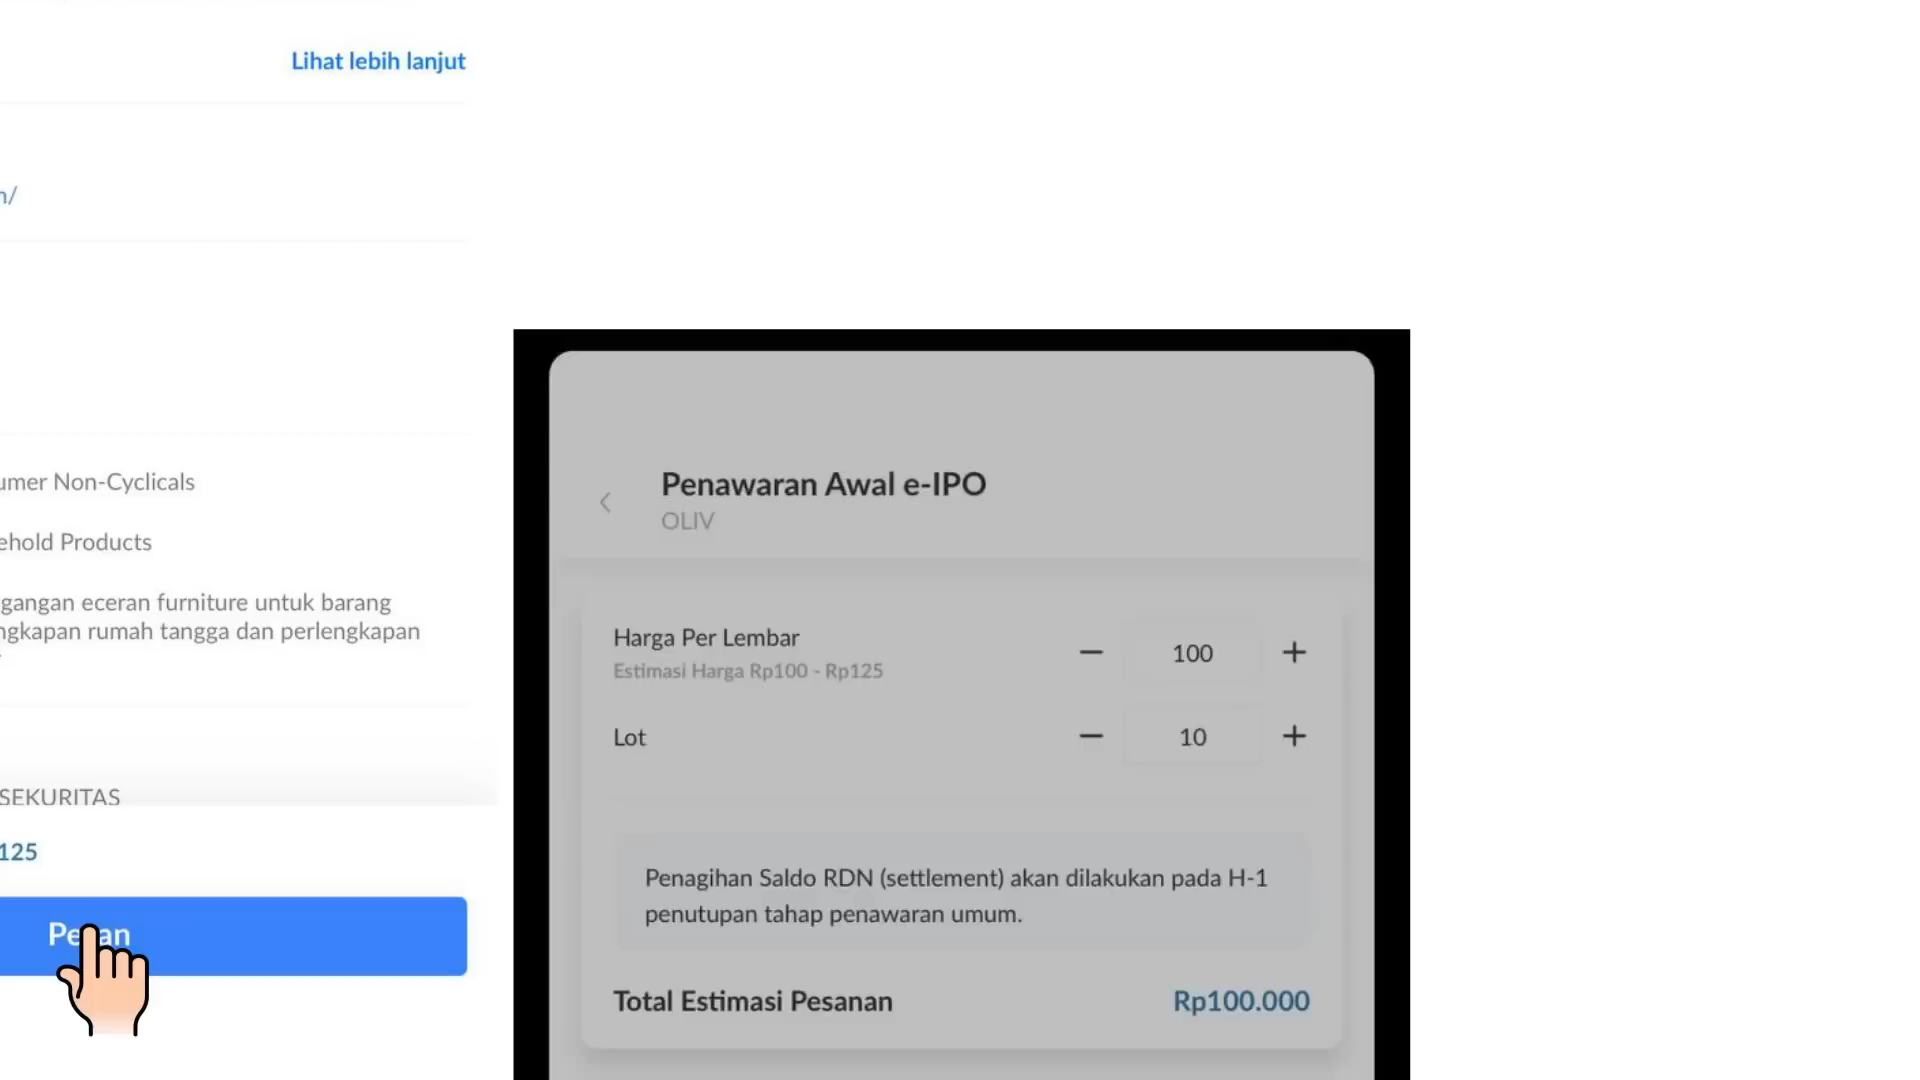 Lihat lebih lanjut
n/
umer Non-Cyclicals
ehold Products
gangan eceran furniture untuk barang
ngkapan rumah tangga dan perlengkapan
SEKURITAS
125
Penawaran Awal e-IPO
OLIV
Harga Per Lembar
100
Estimasi Harga Rp100 - Rp125
Lot
10
Penagihan Saldo RDN (settlement) akan dilakukan pada H-1
penutupan tahap penawaran umum.
Total Estimasi Pesanan
Rp100.000